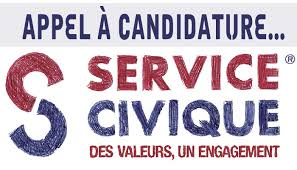 APPEL À CANDIDATURE...
SERVICE®
CIVIQUE
DES VALEURS, UN ENGAGEMENT